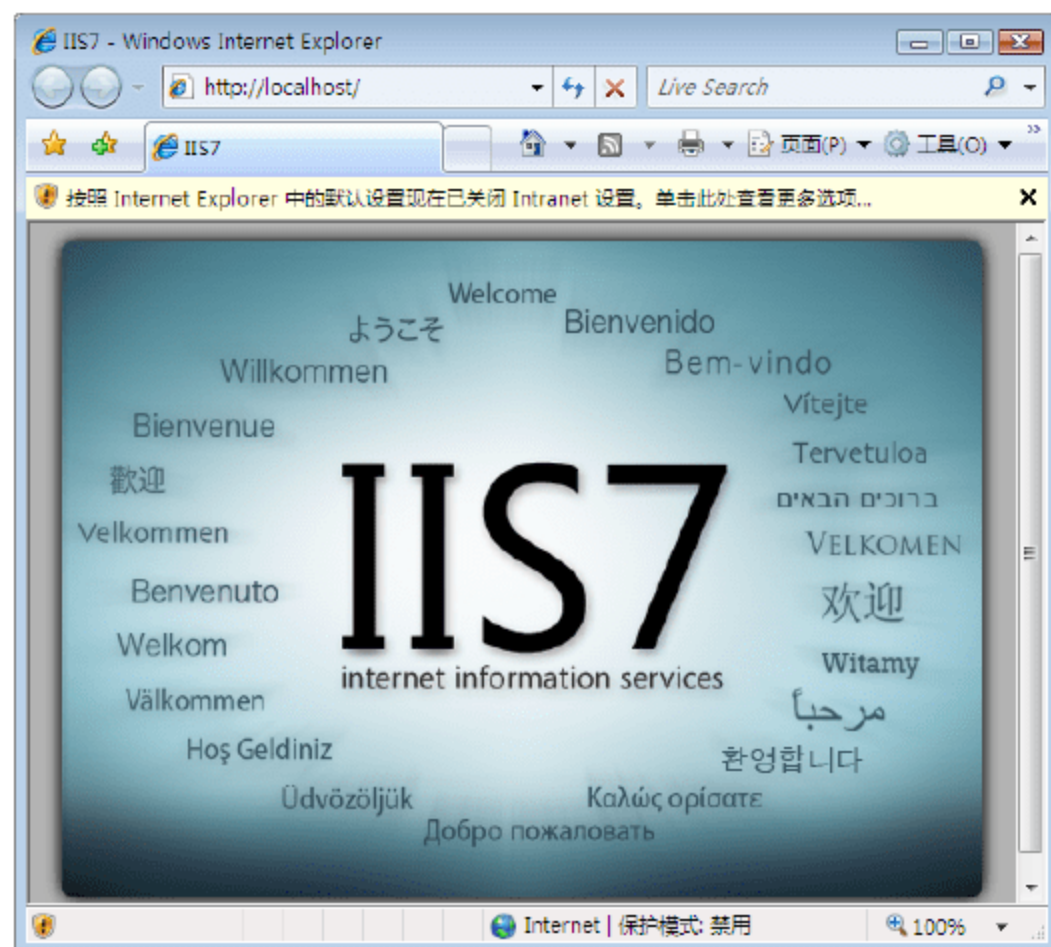 IIS7 - Windows Internet Explorer
http://localhost/
Live Search
IIS7
页面(P)
工具(O)
按照 Internet Explorer 中的默认设置现在已关闭 Intranet 设置。单击此处查看更多选项...
Welcome
ようこそ
Bienvenido
Willkommen
Bem-vindo
Vítejte
Bienvenue
Tervetuloa
歡迎
ברוכים הבאים
Velkommen
VELKOMEN
Benvenuto
欢迎
Welkom
Witamy
Välkommen
مرحباً
Hoş Geldiniz
환영합니다
Üdvözöljük
Καλώς ορίσατε
Добро пожаловать
IIS7
internet information services
Internet | 保护模式: 禁用
100%